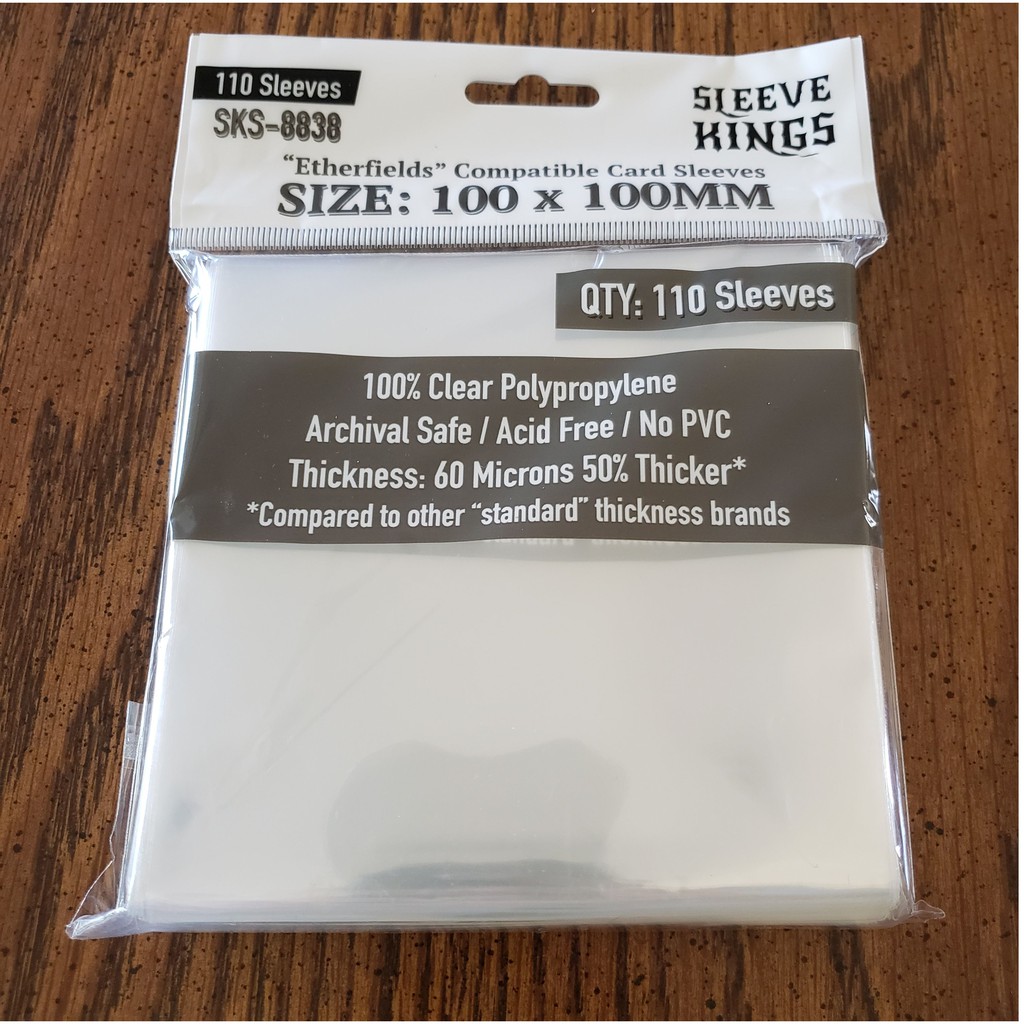 110 Sleeves
SKS-8838
SLEEVE
KINGS
“Etherfields” Compatible Card Sleeves
SIZE: 100 x 100MM
QTY: 110 Sleeves
100% Clear Polypropylene
Archival Safe / Acid Free / No PVC
Thickness: 60 Microns 50% Thicker*
*Compared to other “standard” thickness brands